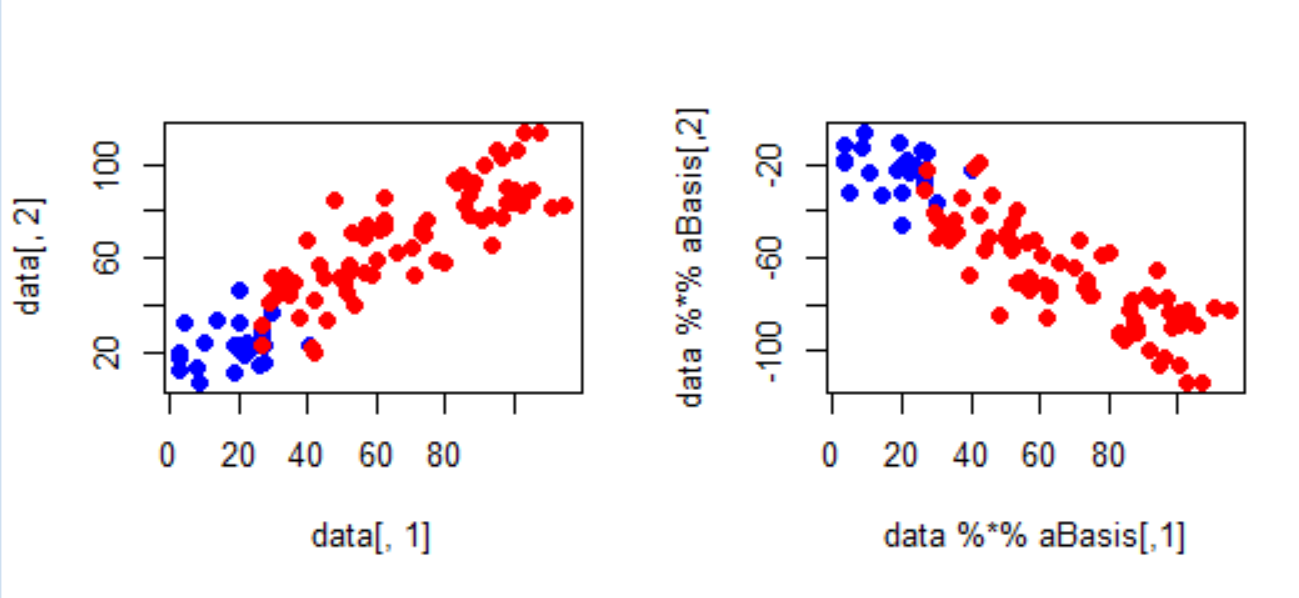 data[, 2]
100
60
20
0 20 40 60 80
data[, 1]
data %*% aBasis[,2]
-20
-60
-100
0 20 40 60 80
data %*% aBasis[,1]